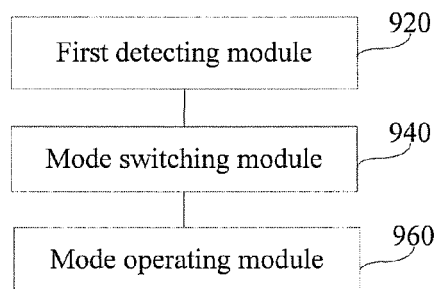 920
First detecting module
940
Mode switching module
960
Mode operating module